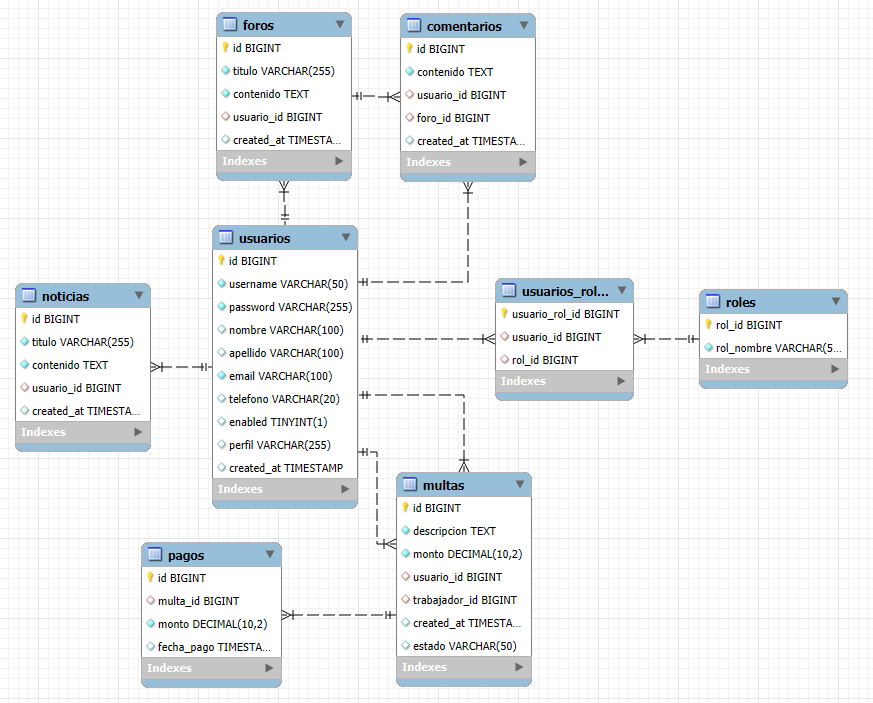 foros
id BIGINT
titulo VARCHAR(255)
contenido TEXT
usuario_id BIGINT
created_at TIMESTA...
Indexes
comentarios
id BIGINT
contenido TEXT
usuario_id BIGINT
foro_id BIGINT
created_at TIMESTA...
Indexes
usuarios
id BIGINT
username VARCHAR(50)
password VARCHAR(255)
nombre VARCHAR(100)
apellido VARCHAR(100)
email VARCHAR(100)
telefono VARCHAR(20)
enabled TINYINT(1)
perfil VARCHAR(255)
created_at TIMESTAMP
Indexes
noticias
id BIGINT
titulo VARCHAR(255)
contenido TEXT
usuario_id BIGINT
created_at TIMESTA...
Indexes
usuarios_rol...
usuario_rol_id BIGINT
usuario_id BIGINT
rol_id BIGINT
Indexes
roles
rol_id BIGINT
rol_nombre VARCHAR(5...
Indexes
multas
id BIGINT
descripcion TEXT
monto DECIMAL(10,2)
usuario_id BIGINT
trabajador_id BIGINT
created_at TIMESTA...
estado VARCHAR(50)
Indexes
pagos
id BIGINT
multa_id BIGINT
monto DECIMAL(10,2)
fecha_pago TIMESTA...
Indexes